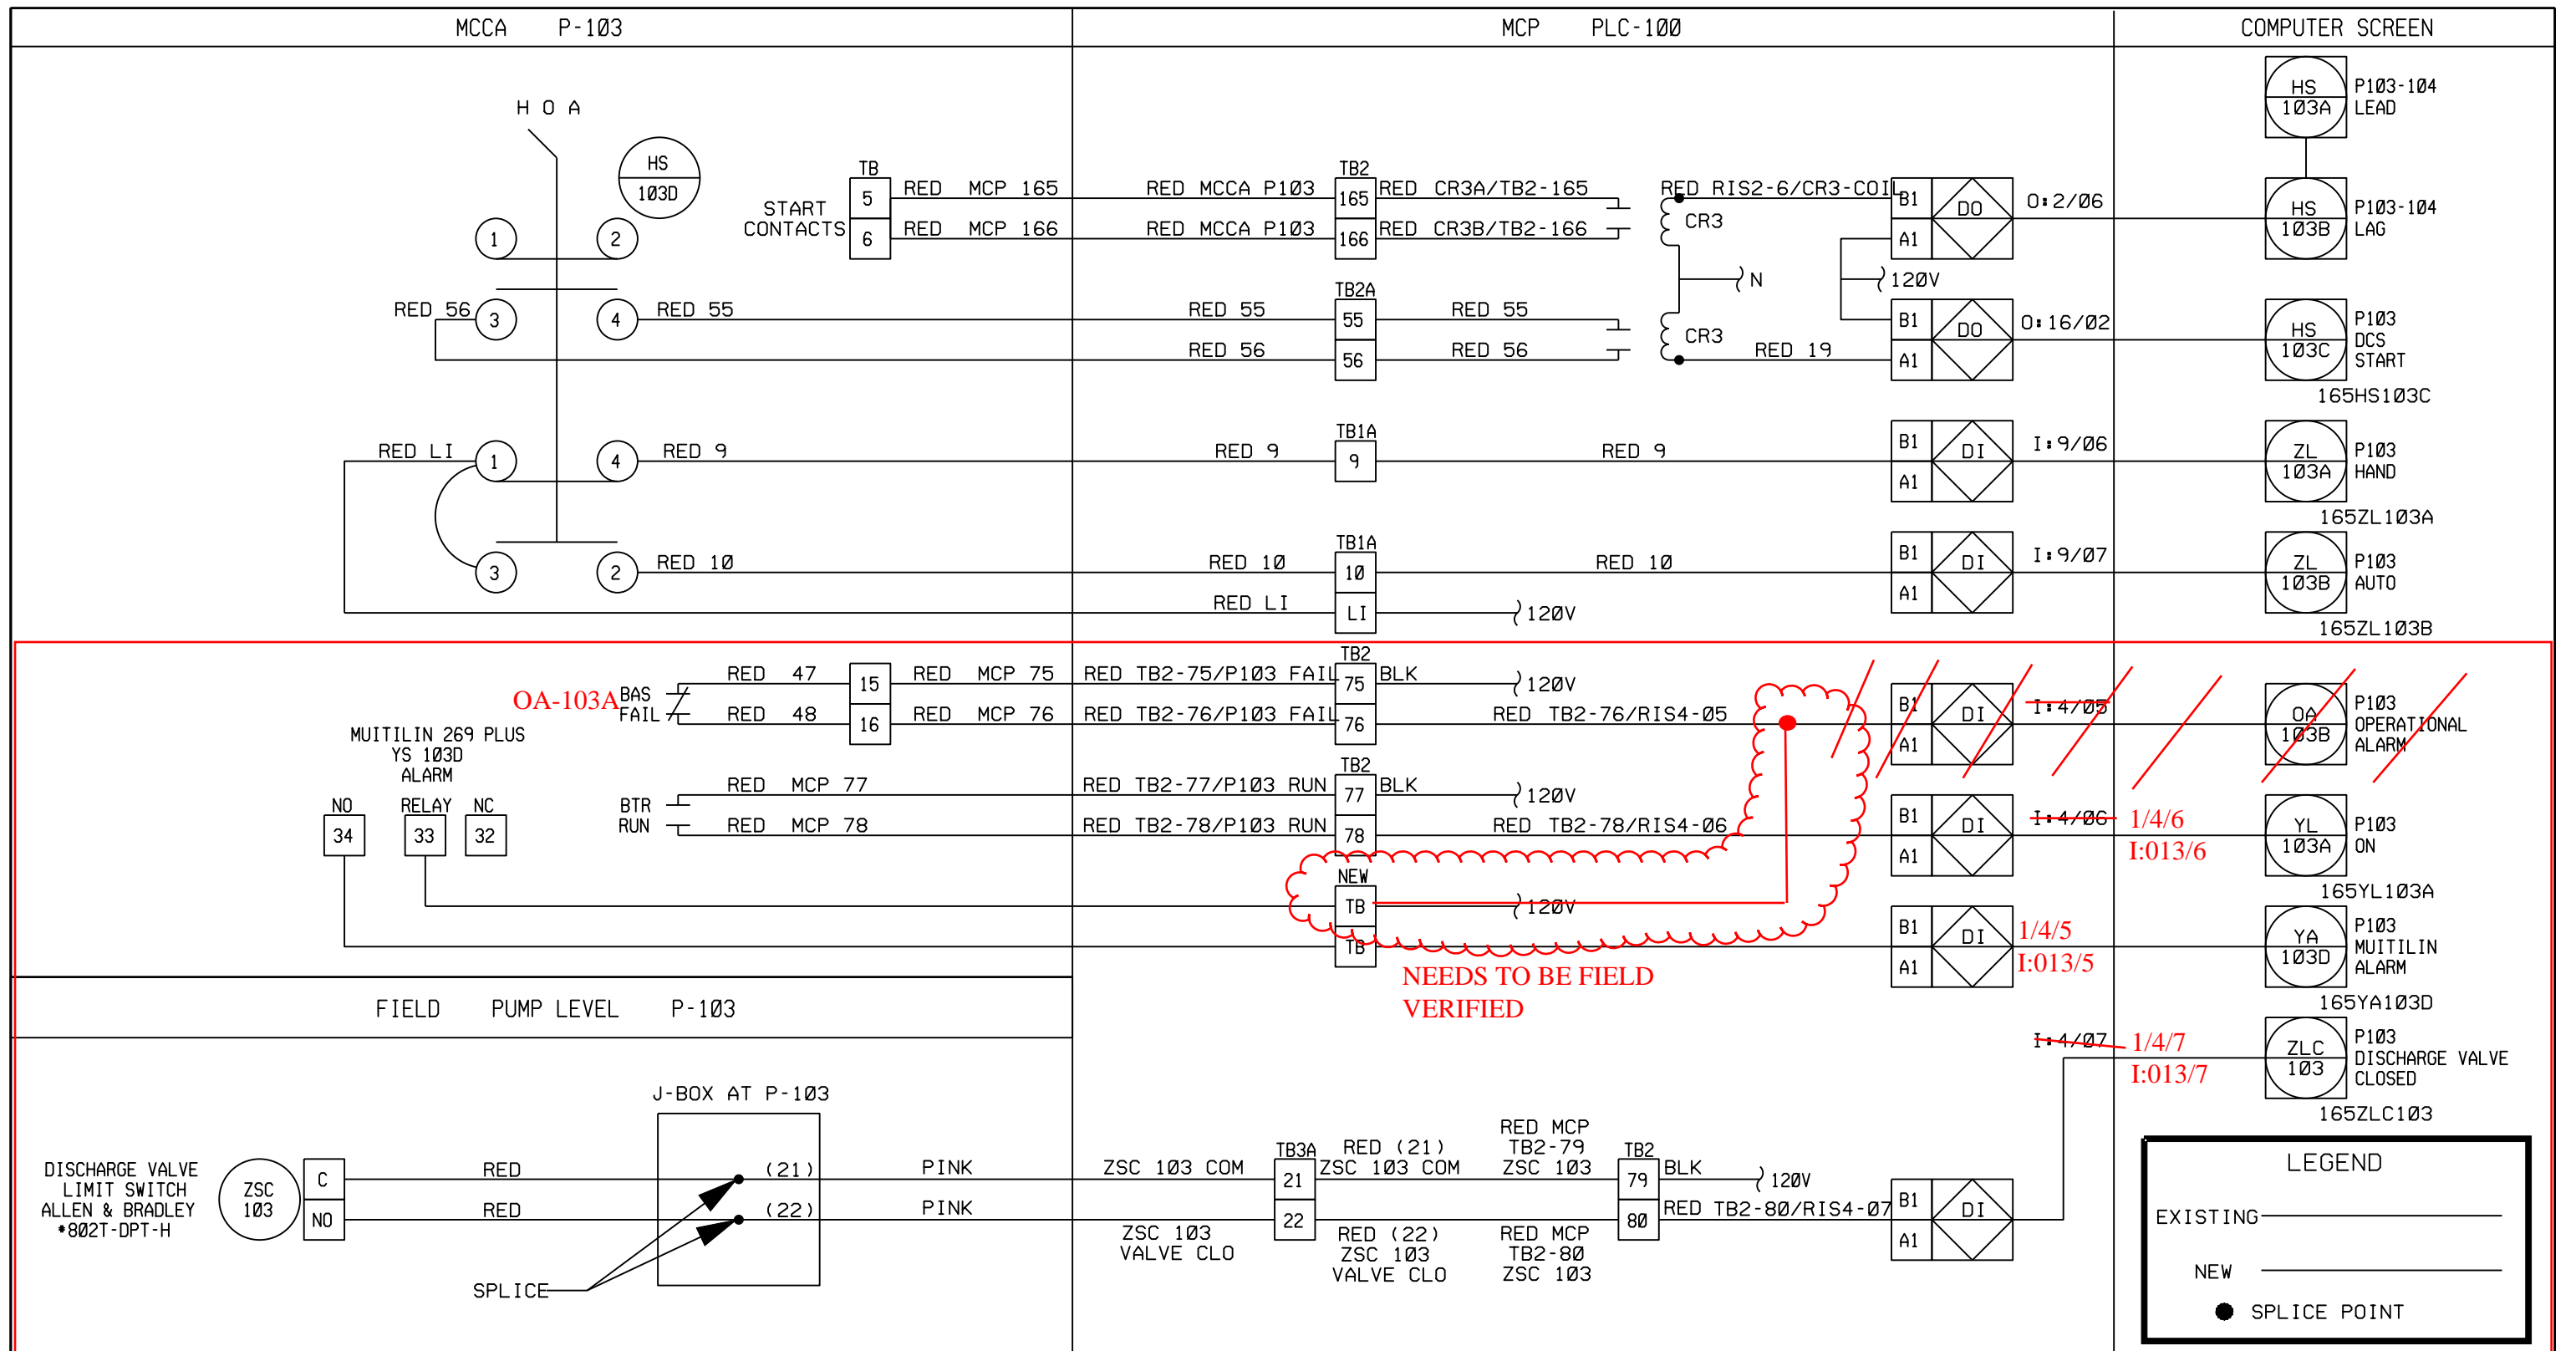 MCCA P-103
MCP PLC-100
COMPUTER SCREEN
H O A
HS
103D
1
2
3
4
RED 56
RED 55
START
CONTACTS
TB
5
6
RED MCP 165
RED MCP 166
RED MCCA P103
RED MCCA P103
TB2
165
166
RED CR3A/TB2-165
RED CR3B/TB2-166
RED RIS2-6/CR3-COIL
CR3
N
120V
B1
A1
DO
O:2/06
HS
103A
P103-104
LEAD
HS
103B
P103-104
LAG
RED 55
RED 56
TB2A
55
56
RED 55
RED 56
CR3
RED 19
B1
A1
DO
O:16/02
HS
103C
P103
DCS
START
165HS103C
RED LI
1
4
RED 9
RED 9
TB1A
9
RED 9
B1
A1
DI
I:9/06
ZL
103A
P103
HAND
165ZL103A
3
2
RED 10
RED 10
TB1A
10
RED 10
B1
A1
DI
I:9/07
ZL
103B
P103
AUTO
165ZL103B
RED LI
LI
120V
OA-103A
BAS
FAIL
RED 47
RED 48
15
16
RED MCP 75
RED MCP 76
RED TB2-75/P103 FAIL
RED TB2-76/P103 FAIL
TB2
75
76
BLK
120V
RED TB2-76/RIS4-05
B1
A1
DI
I:4/05
OA
103B
P103
OPERATIONAL
ALARM
MUITILIN 269 PLUS
YS 103D
ALARM
NO
RELAY
NC
34
33
32
BTR
RUN
RED MCP 77
RED MCP 78
RED TB2-77/P103 RUN
RED TB2-78/P103 RUN
TB2
77
78
BLK
120V
RED TB2-78/RIS4-06
B1
A1
DI
I:4/06
1/4/6
I:013/6
YL
103A
P103
ON
165YL103A
NEW
TB
TB
120V
B1
A1
DI
1/4/5
I:013/5
YA
103D
P103
MUITILIN
ALARM
165YA103D
NEEDS TO BE FIELD
VERIFIED
FIELD PUMP LEVEL P-103
I:4/07
1/4/7
I:013/7
ZLC
103
P103
DISCHARGE VALVE
CLOSED
165ZLC103
J-BOX AT P-103
DISCHARGE VALVE
LIMIT SWITCH
ALLEN & BRADLEY
*802T-DPT-H
ZSC
103
C
NO
RED
RED
(21)
(22)
PINK
PINK
SPLICE
ZSC 103 COM
ZSC 103
VALVE CLO
TB3A
21
22
RED (21)
ZSC 103 COM
RED (22)
ZSC 103
VALVE CLO
RED MCP
TB2-79
ZSC 103
RED MCP
TB2-80
ZSC 103
TB2
79
80
BLK
120V
RED TB2-80/RIS4-07
B1
A1
DI
LEGEND
EXISTING
NEW
SPLICE POINT